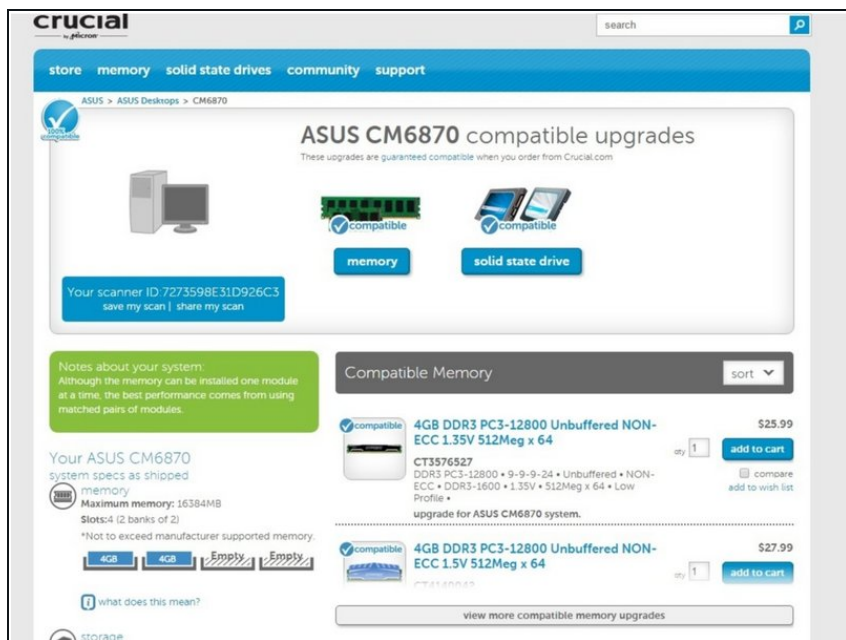 crucial
by Micron
search
store memory solid state drives community support
ASUS > ASUS Desktops > CM6870
100% compatible
ASUS CM6870 compatible upgrades
These upgrades are guaranteed compatible when you order from Crucial.com
compatible
compatible
memory
solid state drive
Your scanner ID:7273598E31D926C3
save my scan | share my scan
Notes about your system:
Although the memory can be installed one module
at a time, the best performance comes from using
matched pairs of modules.
Your ASUS CM6870
system specs as shipped
memory
Maximum memory: 16384MB
Slots:4 (2 banks of 2)
*Not to exceed manufacturer supported memory.
4GB 4GB Empty Empty
i what does this mean?
storage
Compatible Memory
sort
compatible
4GB DDR3 PC3-12800 Unbuffered NON-
ECC 1.35V 512Meg x 64
CT3576527
DDR3 PC3-12800 • 9-9-9-24 • Unbuffered • NON-
ECC • DDR3-1600 • 1.35V • 512Meg x 64 • Low
Profile •
upgrade for ASUS CM6870 system.
$25.99
qty 1 add to cart
compare
add to wish list
compatible
4GB DDR3 PC3-12800 Unbuffered NON-
ECC 1.5V 512Meg x 64
$27.99
qty 1 add to cart
view more compatible memory upgrades